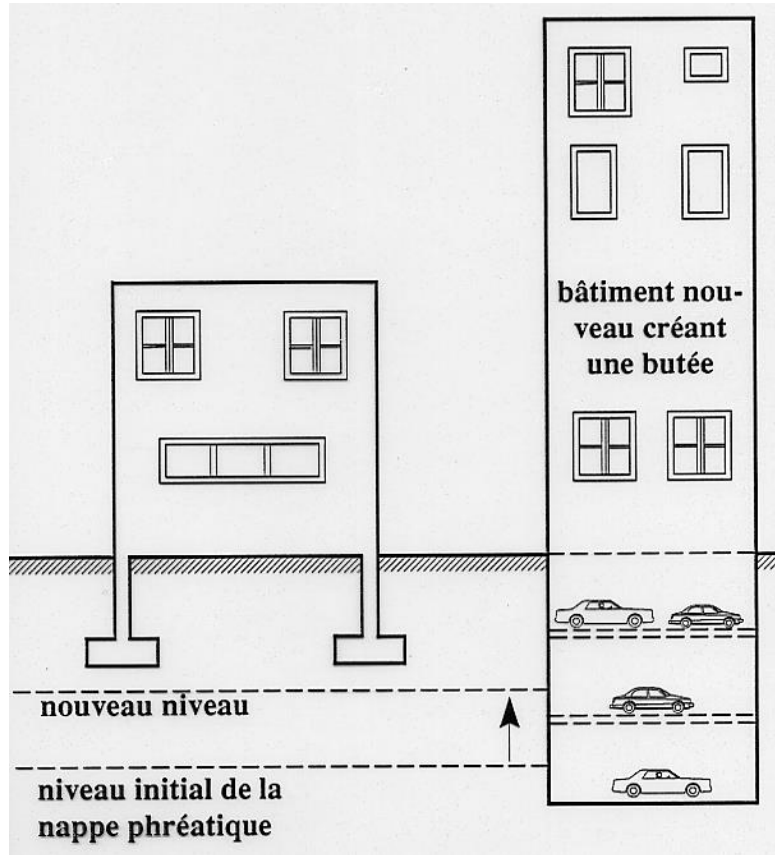 bâtiment nou-
veau créant
une butée
nouveau niveau
niveau initial de la
nappe phréatique